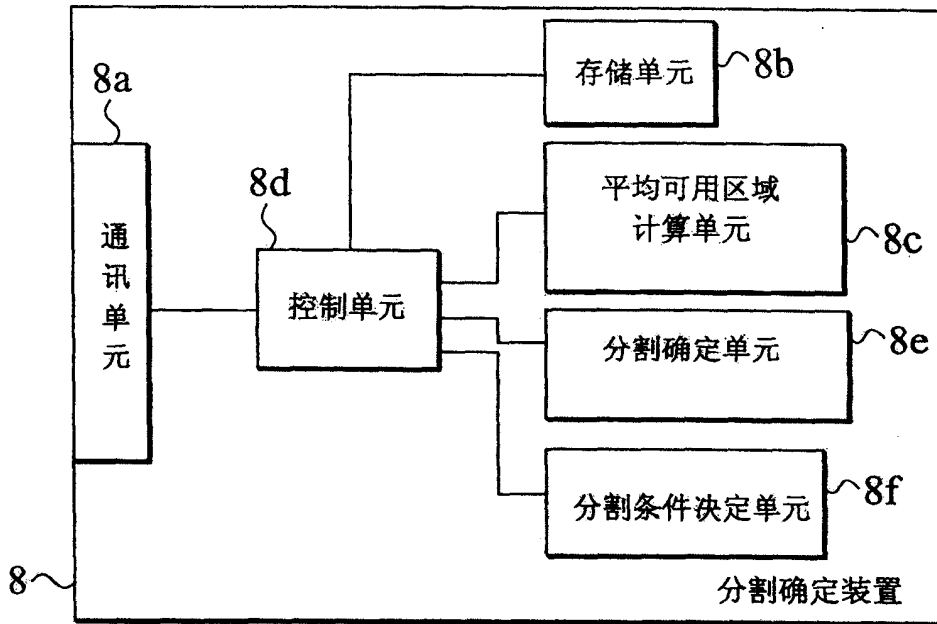 存储单元
8b
8a
通讯单元
8d
控制单元
平均可用区域
计算单元
8c
分割确定单元
8e
分割条件决定单元
8f
8
分割确定装置